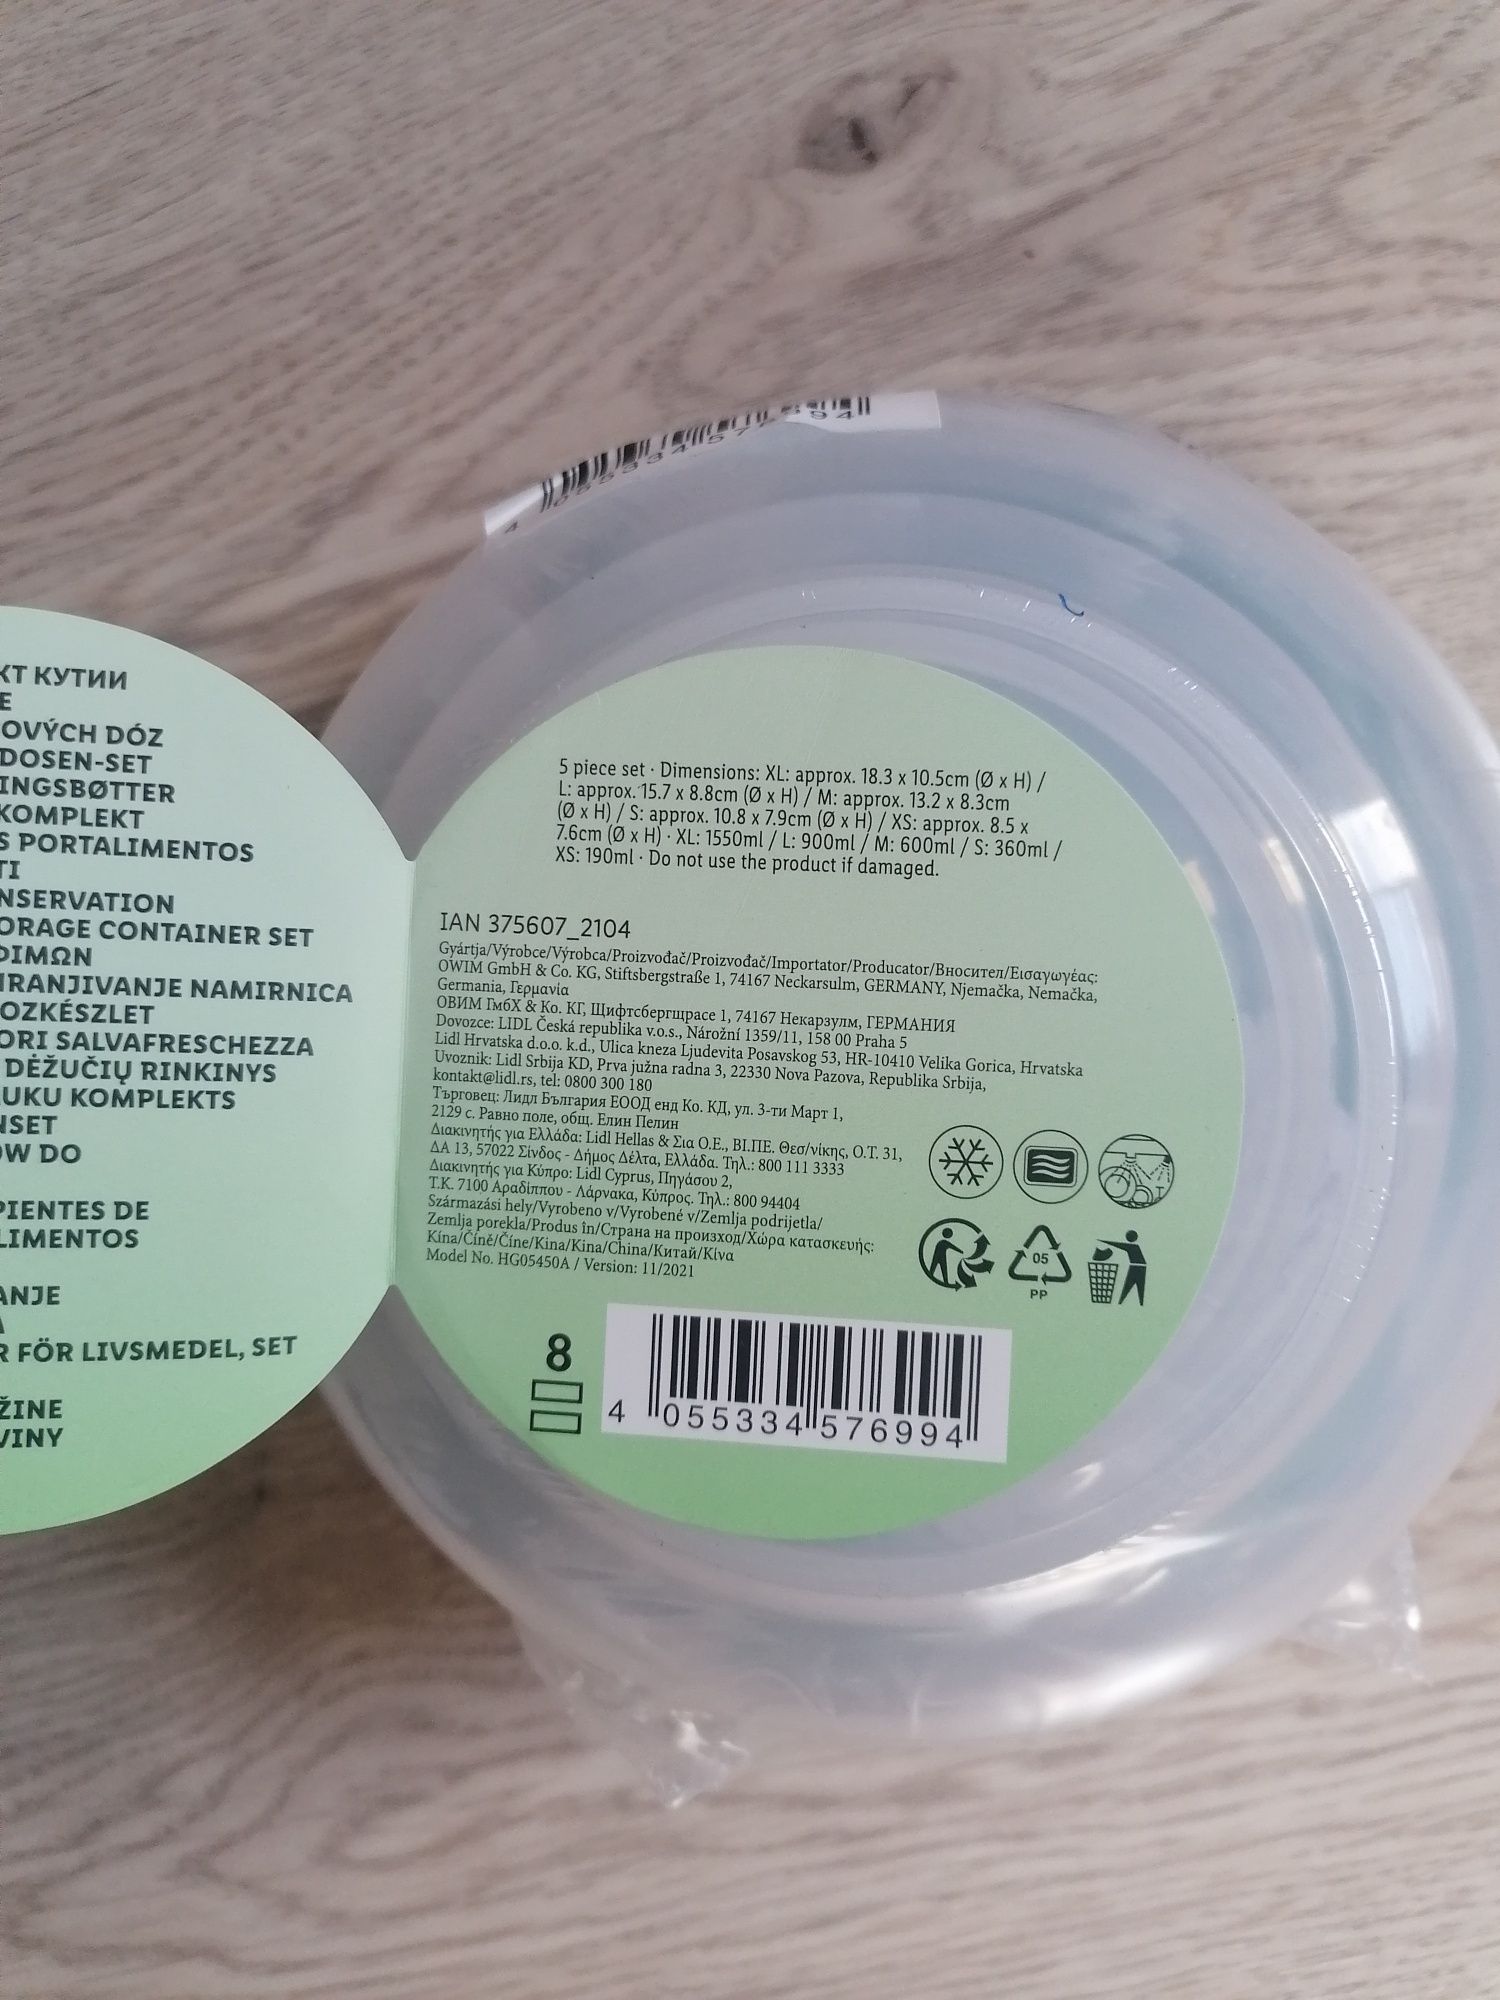 КТ КУТИИ
E
OVÝCH DÓZ
DOSEN-SET
INGSBØTTER
KOMPLEKT
S PORTALIMENTOS
TI
NSERVATION
ORAGE CONTAINER SET
ΦΙΜΩΝ
HRANJIVANJE NAMIRNICA
OZKÉSZLET
ORI SALVAFRESCHEZZA
DĖŽUČIŲ RINKINYS
UKU KOMPLEKTS
NSET
OW DO
PIENTES DE
LIMENTOS
ANJE
A
R FÖR LIVSMEDEL, SET
ŽINE
VINY
4 055334 576994
5 piece set · Dimensions: XL: approx. 18.3 x 10.5cm (Ø x H) /
L: approx. 15.7 x 8.8cm (Ø x H) / M: approx. 13.2 x 8.3cm
(Ø x H) / S: approx. 10.8 x 7.9cm (Ø x H) / XS: approx. 8.5 x
7.6cm (Ø x H) · XL: 1550ml / L: 900ml / M: 600ml / S: 360ml /
XS: 190ml · Do not use the product if damaged.
IAN 375607_2104
Gyártja/Výrobce/Výrobca/Proizvođač/Proizvođač/Importator/Producator/Вносител/Εισαγωγέας:
OWIM GmbH & Co. KG, Stiftsbergstraße 1, 74167 Neckarsulm, GERMANY, Njemačka, Nemačka,
Germania, Γερμανία
ОВИМ ГмбХ & Ко. КГ, Щифтсбергщрасе 1, 74167 Некарзулм, ГЕРМАНИЯ
Dovozce: LIDL Česká republika v.o.s., Nárožní 1359/11, 158 00 Praha 5
Lidl Hrvatska d.o.o. k.d., Ulica kneza Ljudevita Posavskog 53, HR-10410 Velika Gorica, Hrvatska
Uvoznik: Lidl Srbija KD, Prva južna radna 3, 22330 Nova Pazova, Republika Srbija,
kontakt@lidl.rs, tel: 0800 300 180
Търговец: Лидл България ЕООД енд Ко. КД, ул. 3-ти Март 1,
2129 с. Равно поле, общ. Елин Пелин
Διακινητής για Ελλάδα: Lidl Hellas & Σια Ο.Ε., ΒΙ.ΠΕ. Θεσ/νίκης, Ο.Τ. 31,
ΔΑ 13, 57022 Σίνδος - Δήμος Δέλτα, Ελλάδα. Τηλ.: 800 111 3333
Διακινητής για Κύπρο: Lidl Cyprus, Πηγάσου 2,
Τ.Κ. 7100 Αραδίππου - Λάρνακα, Κύπρος. Τηλ.: 800 94404
Származási hely/Vyrobeno v/Vyrobené v/Zemlja podrijetla/
Zemlja porekla/Produs în/Страна на произход/Χώρα κατασκευής:
Kína/Číně/Číne/Kina/Kina/China/Китай/Κίνα
Model No. HG05450A / Version: 11/2021
05
PP
8
4 055334 576994